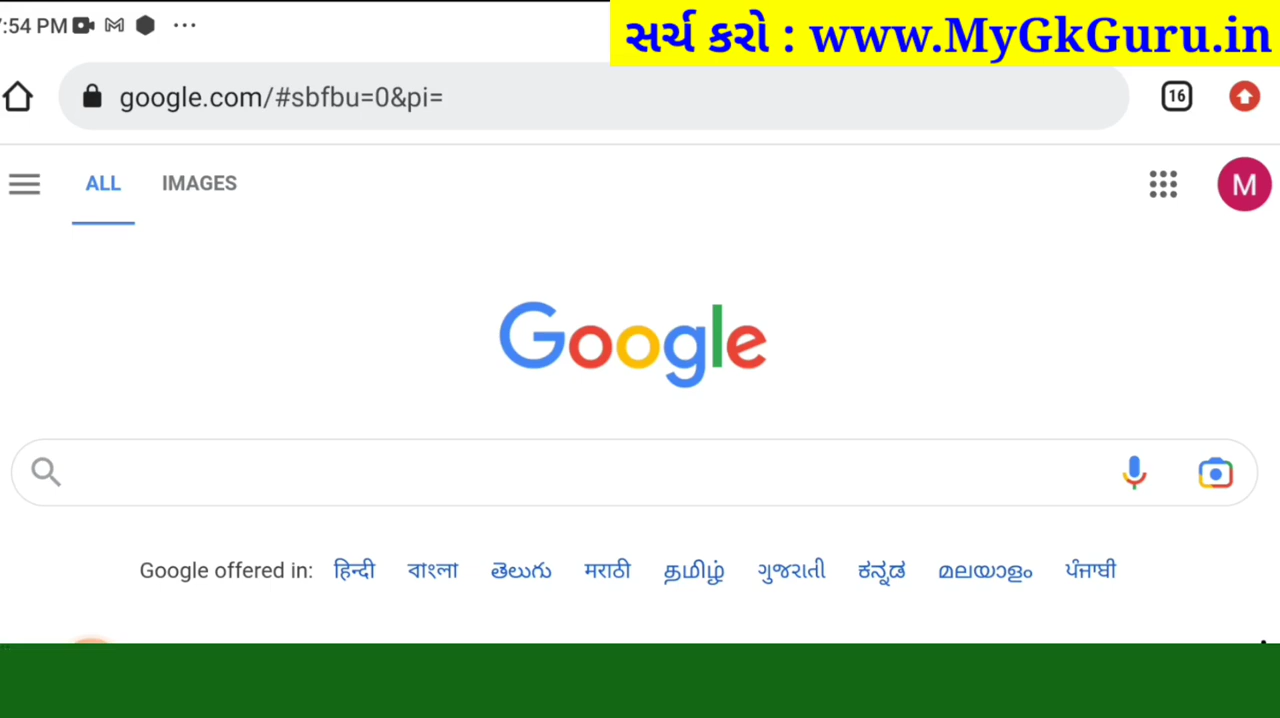 :54 PM
સર્ચ કરો : www.MyGkGuru.in
google.com/#sbfbu=0&pi=
16
ALL IMAGES
M
Google
Google offered in: हिन्दी বাংলা తెలుగు मराठी தமிழ் ગુજરાતી ಕನ್ನಡ മലയാളം ਪੰਜਾਬੀ